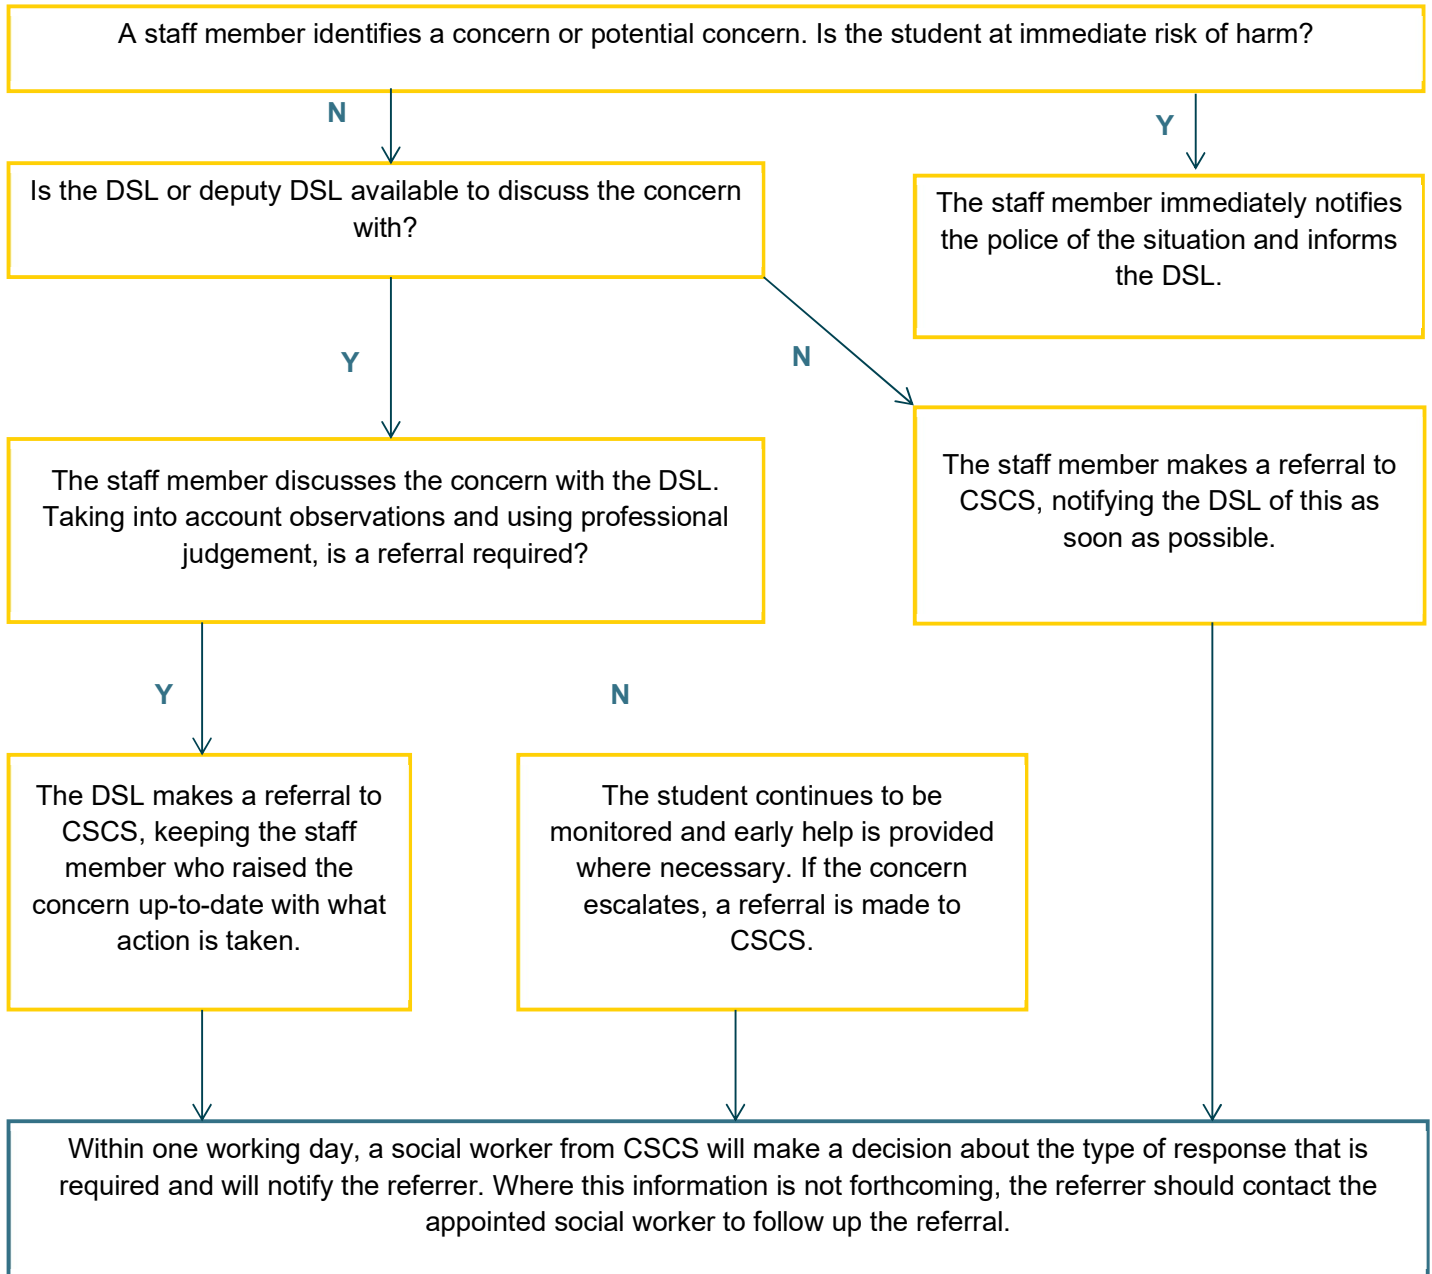 A staff member identifies a concern or potential concern. Is the student at immediate risk of harm?
N
Y
Is the DSL or deputy DSL available to discuss the concern
with?
The staff member immediately notifies
the police of the situation and informs
the DSL.
Y
N
The staff member discusses the concern with the DSL.
Taking into account observations and using professional
judgement, is a referral required?
The staff member makes a referral to
CSCS, notifying the DSL of this as
soon as possible.
Y
N
The DSL makes a referral to
CSCS, keeping the staff
member who raised the
concern up-to-date with what
action is taken.
The student continues to be
monitored and early help is provided
where necessary. If the concern
escalates, a referral is made to
CSCS.
Within one working day, a social worker from CSCS will make a decision about the type of response that is
required and will notify the referrer. Where this information is not forthcoming, the referrer should contact the
appointed social worker to follow up the referral.